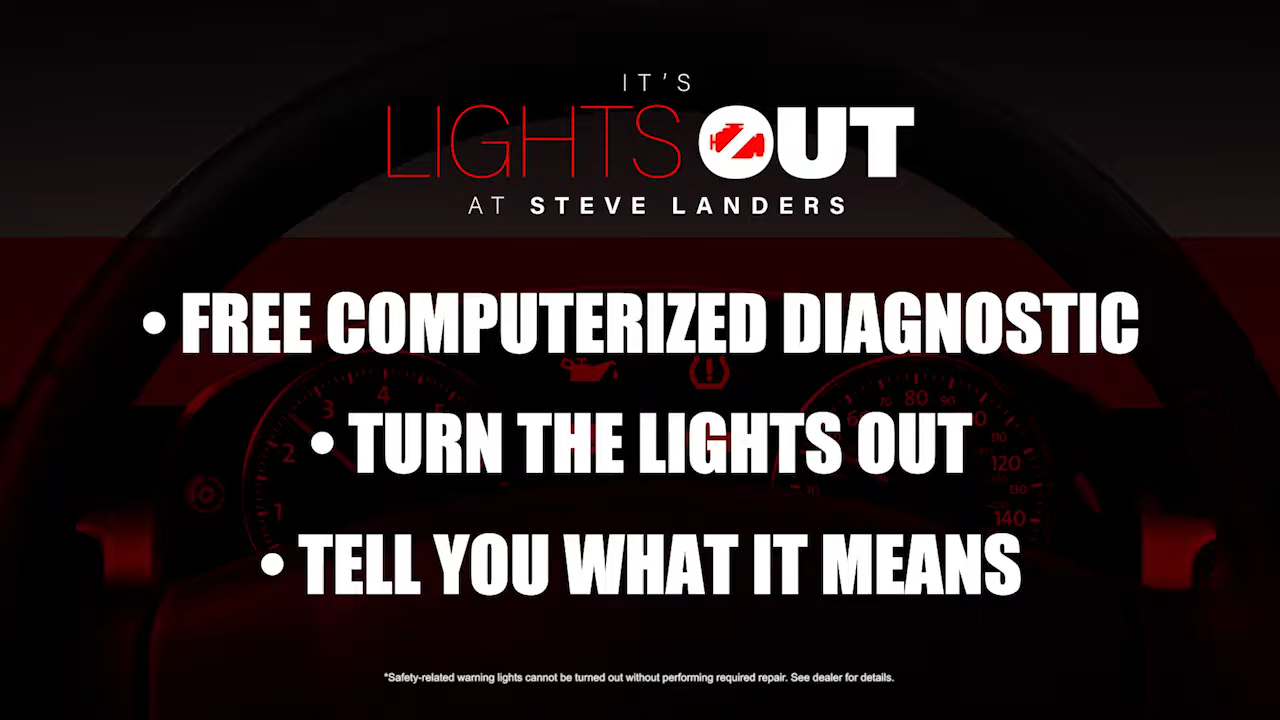 IT'S
LIGHTS OUT
AT STEVE LANDERS
• FREE COMPUTERIZED DIAGNOSTIC
• TURN THE LIGHTS OUT
• TELL YOU WHAT IT MEANS
*Safety-related warning lights cannot be turned out without performing required repair. See dealer for details.